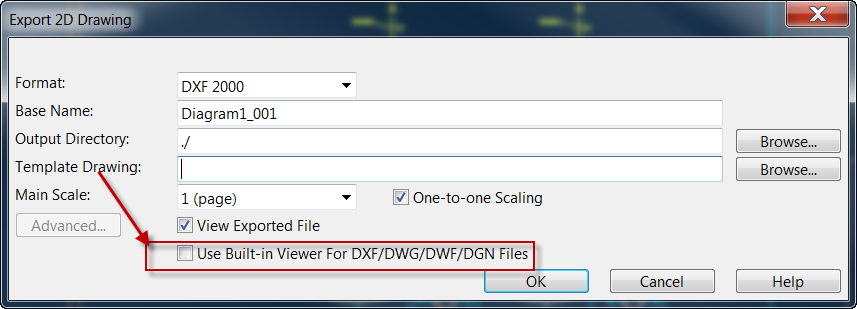 Export 2D Drawing
Format: DXF 2000
Base Name: Diagram1_001
Output Directory: ./ Browse...
Template Drawing: Browse...
Main Scale: 1 (page) One-to-one Scaling
Advanced... View Exported File
Use Built-in Viewer For DXF/DWG/DWF/DGN Files
OK Cancel Help